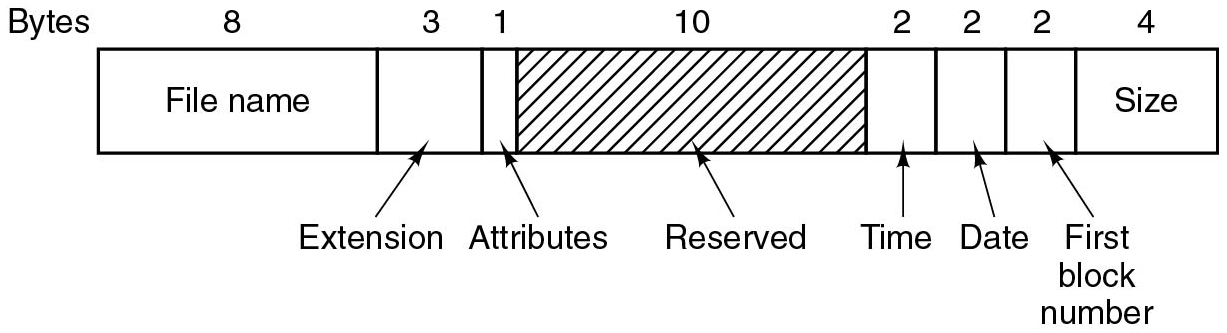 Bytes 8 3 1 10 2 2 2 4
File name Size
Extension Attributes Reserved Time Date First
block
number